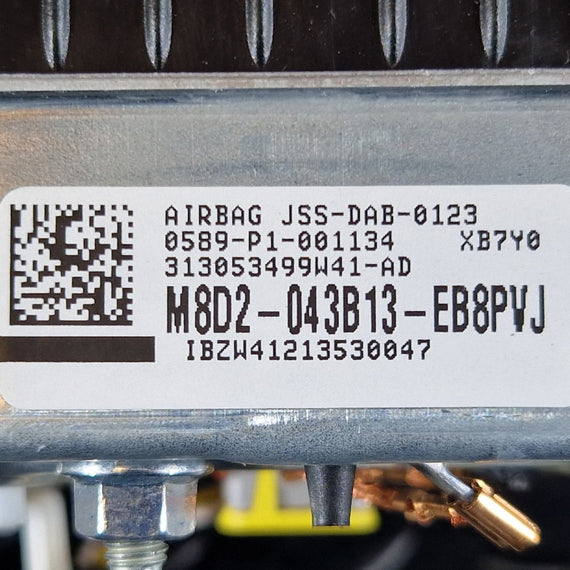 AIRBAG JSS-DAB-0123
0589-P1-001134 XB7Y0
313053499W41-AD
M8D2-043B13-EB8PVJ
IBZW41213530047